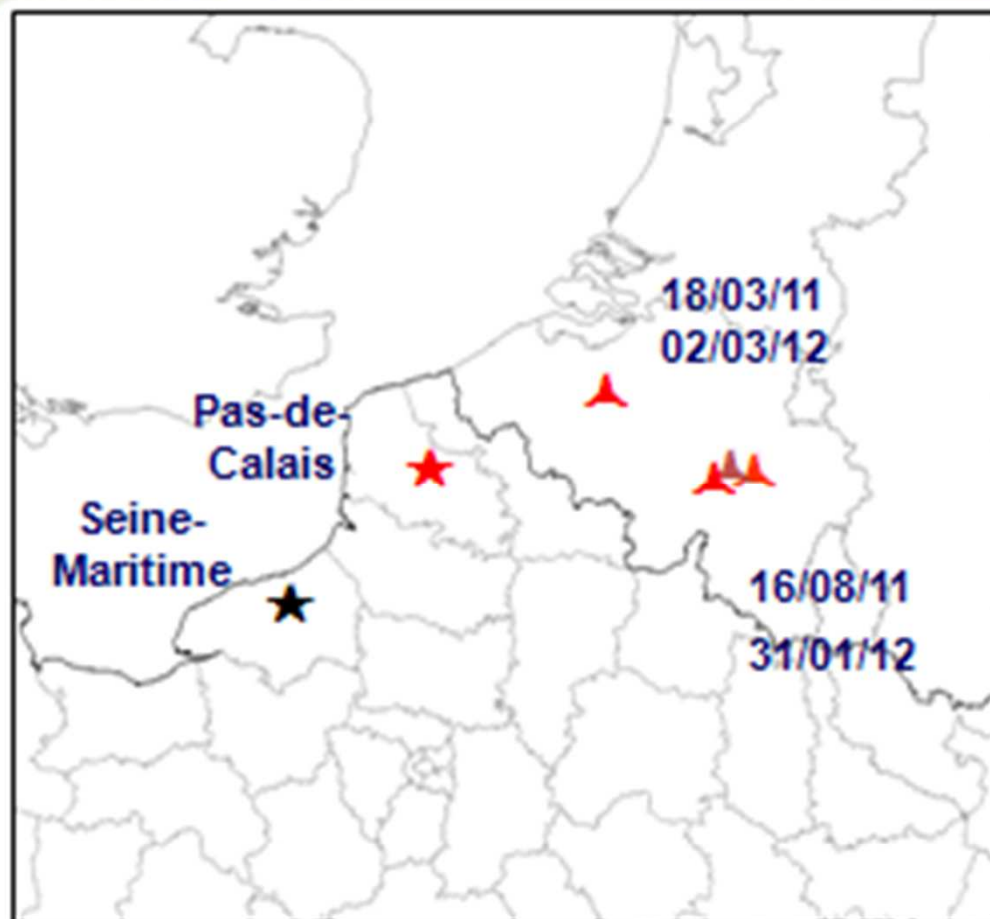 18/03/11
02/03/12
Pas-de-
Calais
Seine-
Maritime
16/08/11
31/01/12